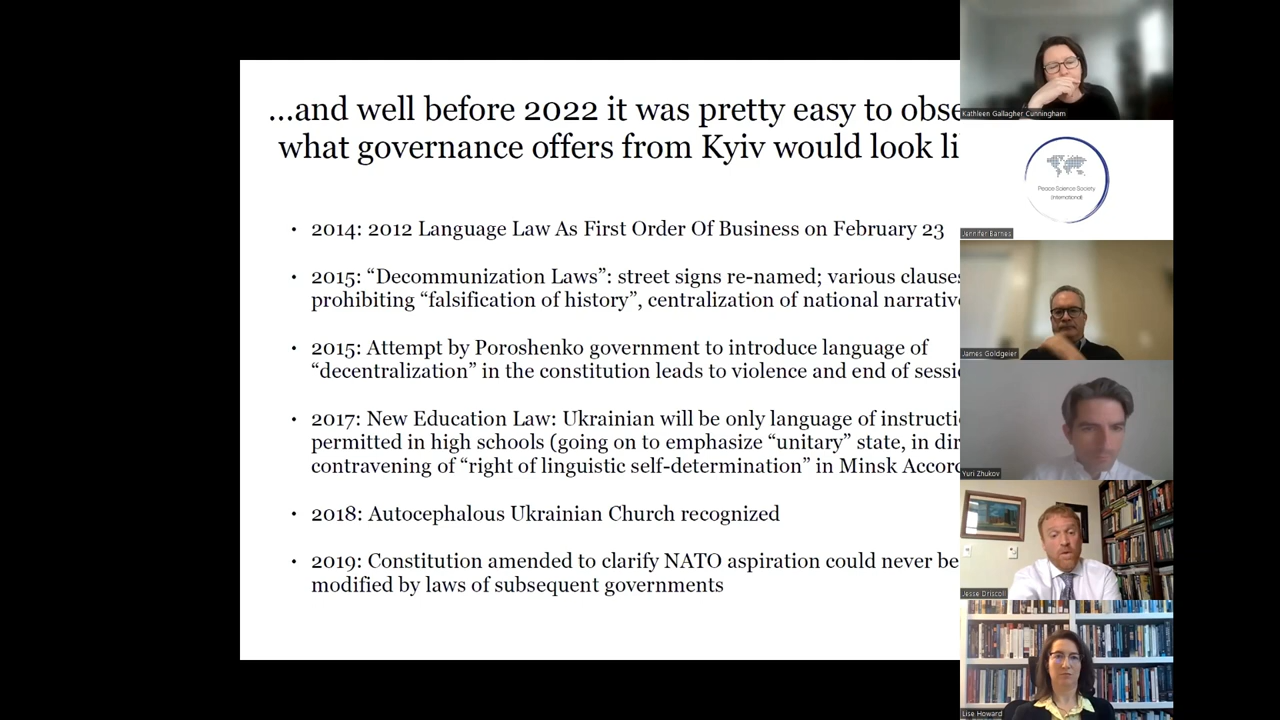 ...and well before 2022 it was pretty easy to obse
what governance offers from Kyiv would look li
• 2014: 2012 Language Law As First Order Of Business on February 23
• 2015: “Decommunization Laws”: street signs re-named; various clauses
prohibiting “falsification of history”, centralization of national narrativ
• 2015: Attempt by Poroshenko government to introduce language of
“decentralization” in the constitution leads to violence and end of sessi
• 2017: New Education Law: Ukrainian will be only language of instructi
permitted in high schools (going on to emphasize “unitary” state, in dir
contravening of “right of linguistic self-determination” in Minsk Accor
• 2018: Autocephalous Ukrainian Church recognized
• 2019: Constitution amended to clarify NATO aspiration could never be
modified by laws of subsequent governments
Kathleen Gallagher Cunningham
Peace Science Society
(International)
Jennifer Barnes
James Goldgeier
Yuri Zhukov
Jesse Driscoll
Lise Howard